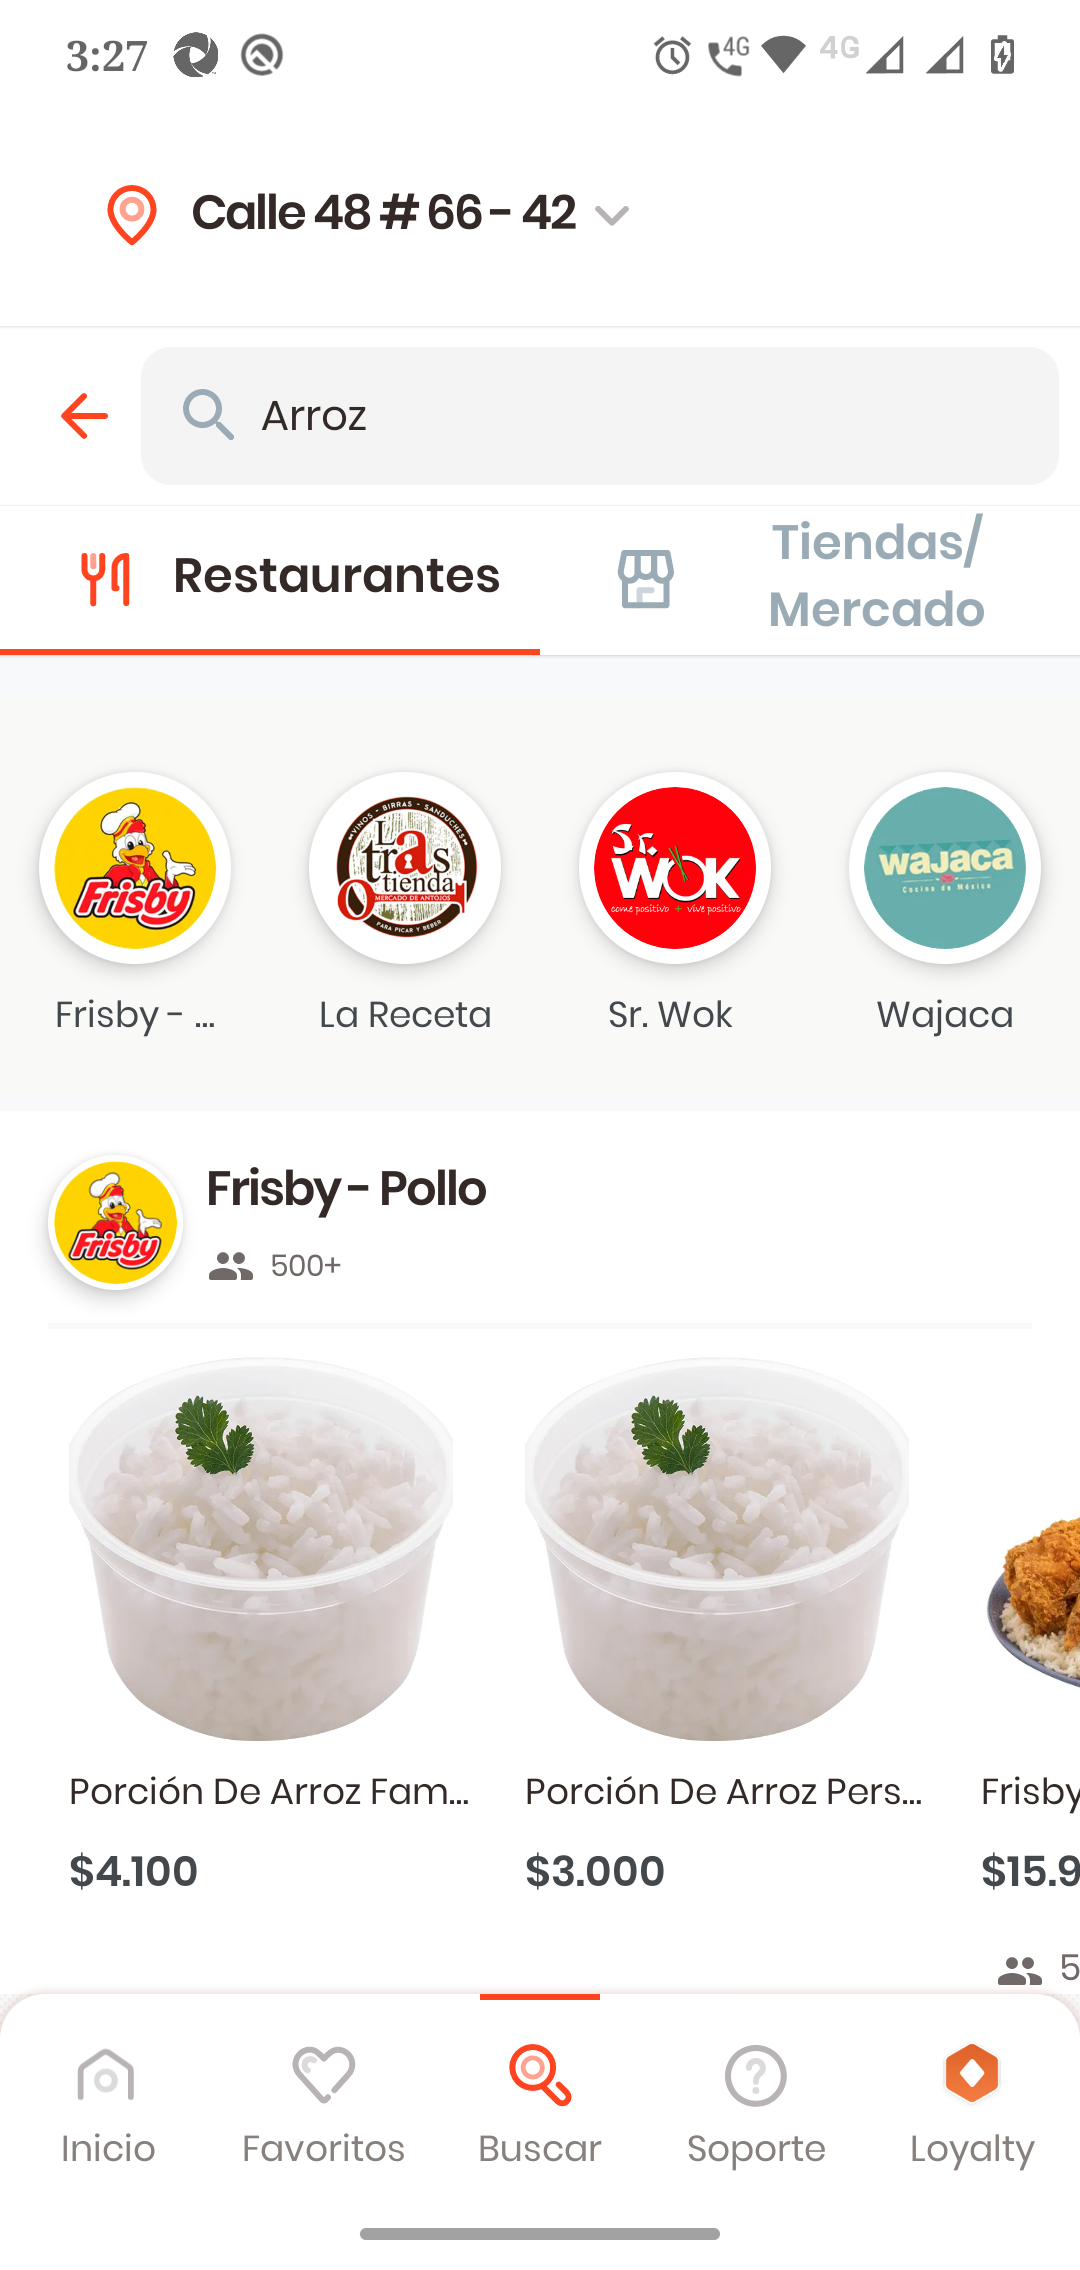 3:27
4G
4G
Calle 48 # 66 - 42
Arroz
Restaurantes
Tiendas/
Mercado
Frisby
VINOS - BIRRAS - SANDUCHES
La
tras
tienda
MERCADO DE ANTOJOS
PARA PICAR Y BEBER
Sr.
WOK
come positivo + vive positivo
wajaca
Cocina de México
Frisby - ...
La Receta
Sr. Wok
Wajaca
Frisby
Frisby - Pollo
500+
Porción De Arroz Fam...
Porción De Arroz Pers...
Frisby
$4.100
$3.000
$15.9
5
Inicio
Favoritos
Buscar
Soporte
Loyalty